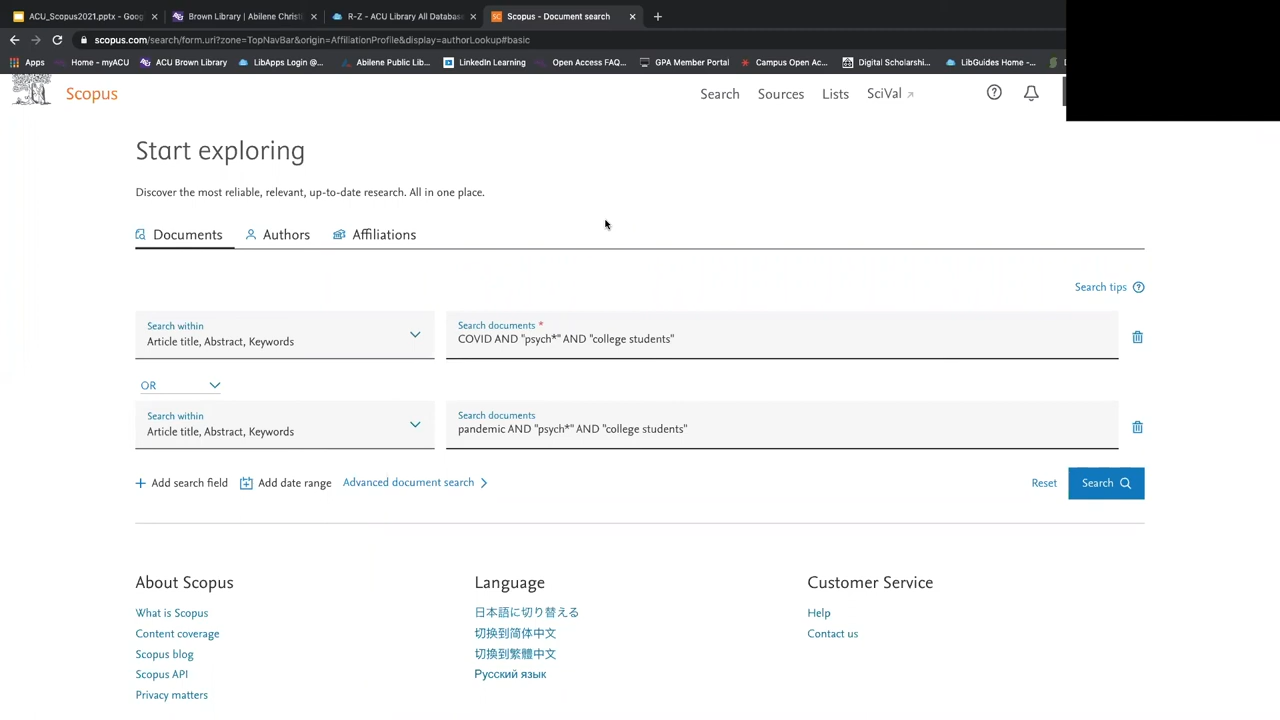 ACU_Scopus2021.pptx - Goog
Brown Library | Abilene Christi
R-Z - ACU Library All Databas
Scopus - Document search
scopus.com/search/form.uri?zone=TopNavBar&origin=AffiliationProfile&display=authorLookup#basic
Apps
Home - myACU
ACU Brown Library
LibApps Login @...
Abilene Public Lib...
LinkedIn Learning
Open Access FAQ...
GPA Member Portal
Campus Open Ac...
Digital Scholarshi...
LibGuides Home -...
Scopus
Search
Sources
Lists
SciVal
Start exploring
Discover the most reliable, relevant, up-to-date research. All in one place.
Documents
Authors
Affiliations
Search tips
Search within
Article title, Abstract, Keywords
Search documents *
COVID AND "psych*" AND "college students"
OR
Search within
Article title, Abstract, Keywords
Search documents
pandemic AND "psych*" AND "college students"
+ Add search field
Add date range
Advanced document search
Reset
Search
About Scopus
What is Scopus
Content coverage
Scopus blog
Scopus API
Privacy matters
Language
日本語に切り替える
切换到简体中文
切換到繁體中文
Русский язык
Customer Service
Help
Contact us